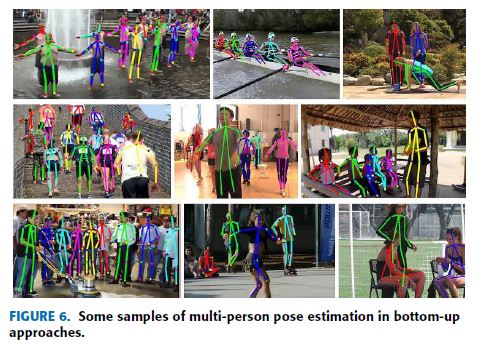 FIGURE 6. Some samples of multi-person pose estimation in bottom-up
approaches.